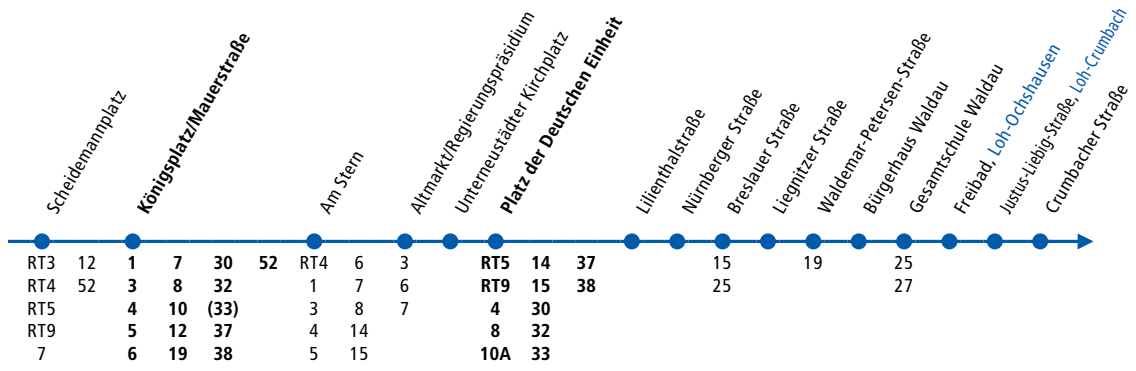 Scheidemannplatz
Königsplatz/Mauerstraße
Am Stern
Altmarkt/Regierungspräsidium
Unterneustädter Kirchplatz
Platz der Deutschen Einheit
Lilienthalstraße
Nürnberger Straße
Breslauer Straße
Liegnitzer Straße
Waldemar-Petersen-Straße
Bürgerhaus Waldau
Gesamtschule Waldau
Freibad, Loh-Ochshausen
Justus-Liebig-Straße, Loh-Crumbach
Crumbacher Straße
RT3 12 1 7 30 52 RT4 6 3 RT5 14 37 15 19 25
RT4 52 3 8 32 1 7 6 RT9 15 38 25 27
RT5 4 10 (33) 3 8 7 4 30
RT9 5 12 37 4 14 8 32
7 6 19 38 5 15 10A 33